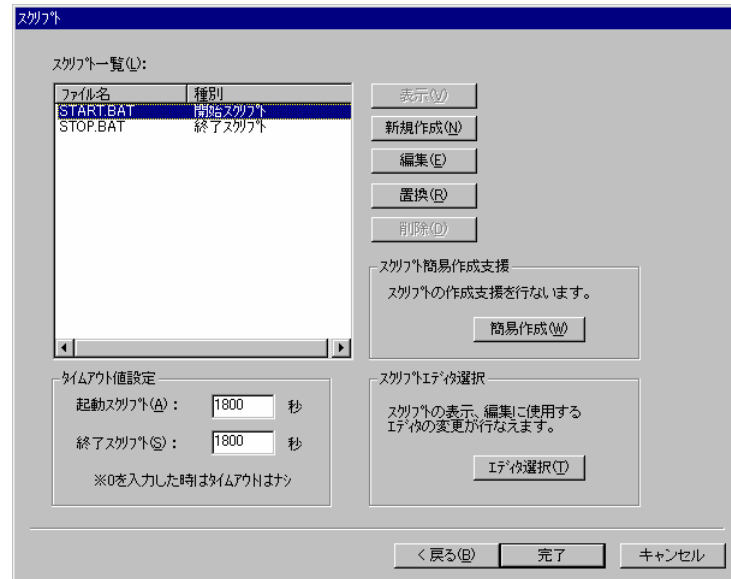 ｽｸﾘﾌﾟﾄ
ｽｸﾘﾌﾟﾄ一覧(L):
ﾌｧｲﾙ名 種別
START.BAT 開始ｽｸﾘﾌﾟﾄ
STOP.BAT 終了ｽｸﾘﾌﾟﾄ
表示(V)
新規作成(N)
編集(E)
置換(R)
削除(D)
ｽｸﾘﾌﾟﾄ簡易作成支援
ｽｸﾘﾌﾟﾄの作成支援を行ないます。
簡易作成(W)
ﾀｲﾑｱｳﾄ値設定
起動ｽｸﾘﾌﾟﾄ(A): 1800 秒
終了ｽｸﾘﾌﾟﾄ(S): 1800 秒
※0を入力した時はﾀｲﾑｱｳﾄはﾅｼ
ｽｸﾘﾌﾟﾄｴﾃﾞｨﾀ選択
ｽｸﾘﾌﾟﾄの表示、編集に使用する
ｴﾃﾞｨﾀの変更が行なえます。
ｴﾃﾞｨﾀ選択(T)
< 戻る(B) 完了 キャンセル